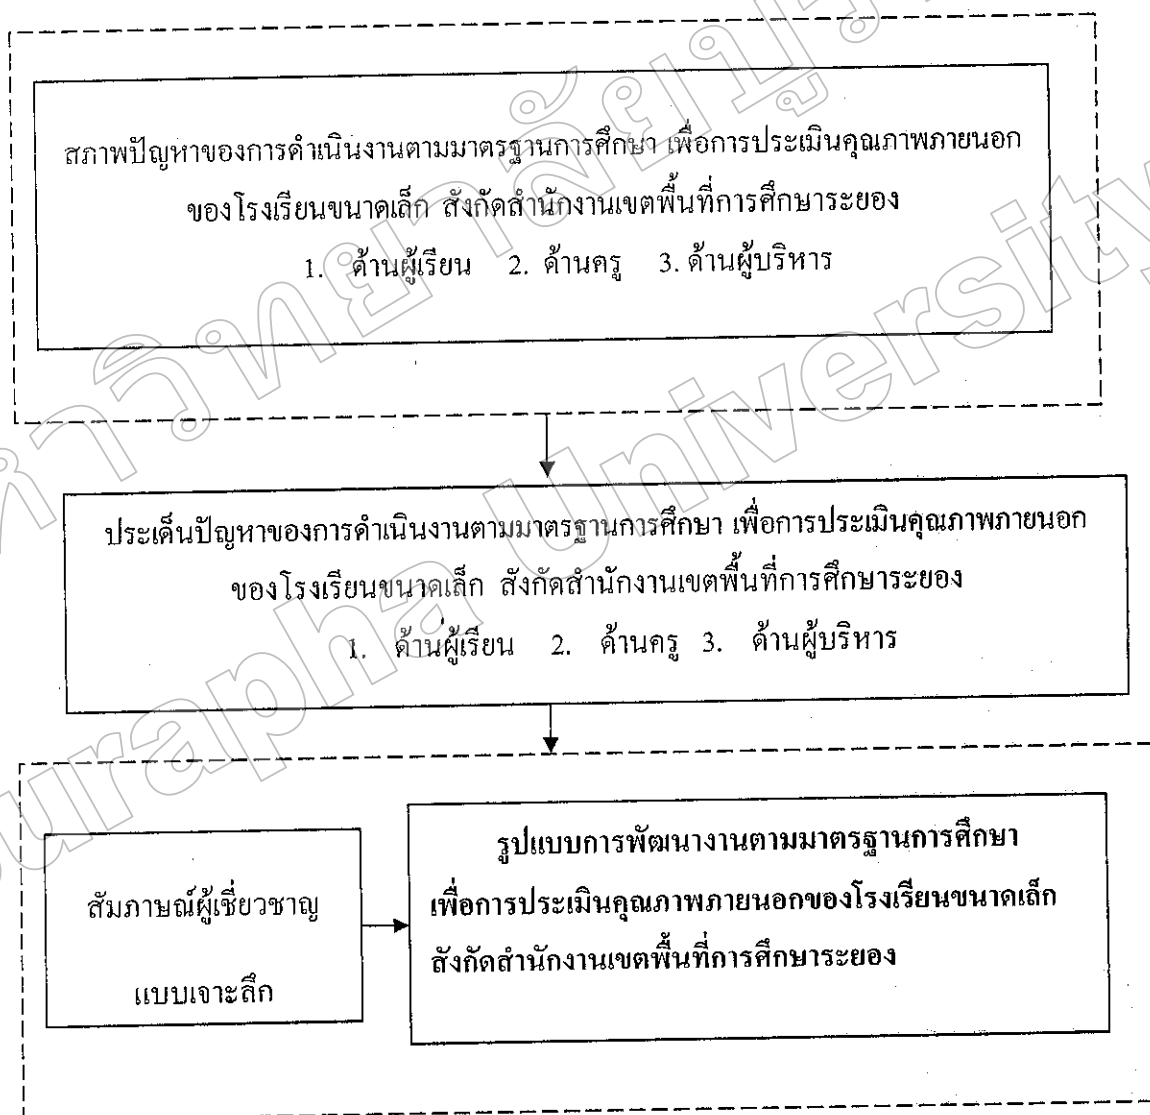 สภาพปัญหาของการดำเนินงานตามมาตรฐานการศึกษา เพื่อการประเมินคุณภาพภายนอก
ของโรงเรียนขนาดเล็ก สังกัดสำนักงานเขตพื้นที่การศึกษาระยอง
1. ด้านผู้เรียน 2. ด้านครู 3. ด้านผู้บริหาร
ประเด็นปัญหาของการดำเนินงานตามมาตรฐานการศึกษา เพื่อการประเมินคุณภาพภายนอก
ของโรงเรียนขนาดเล็ก สังกัดสำนักงานเขตพื้นที่การศึกษาระยอง
1. ด้านผู้เรียน 2. ด้านครู 3. ด้านผู้บริหาร
สัมภาษณ์ผู้เชี่ยวชาญ
แบบเจาะลึก
รูปแบบการพัฒนางานตามมาตรฐานการศึกษา
เพื่อการประเมินคุณภาพภายนอกของโรงเรียนขนาดเล็ก
สังกัดสำนักงานเขตพื้นที่การศึกษาระยอง
University